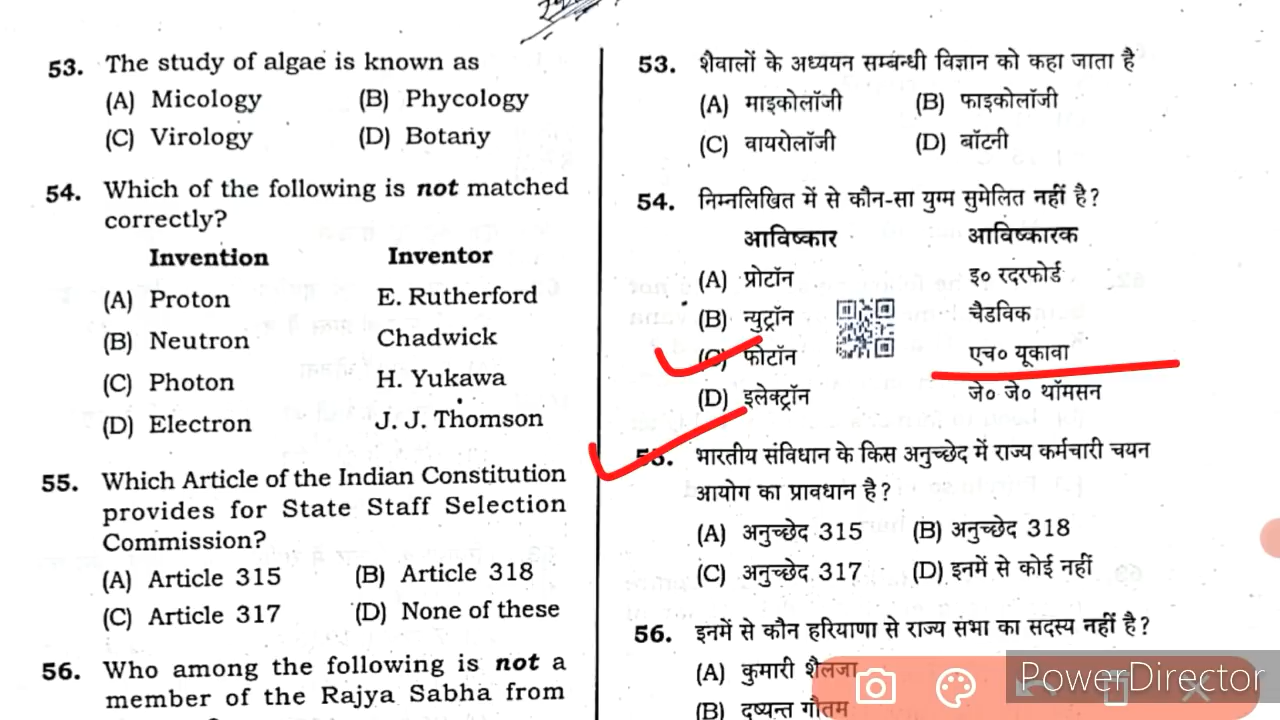 53. The study of algae is known as
(A) Micology (B) Phycology
(C) Virology (D) Botany
54. Which of the following is not matched
correctly?
Invention Inventor
(A) Proton E. Rutherford
(B) Neutron Chadwick
(C) Photon H. Yukawa
(D) Electron J. J. Thomson
55. Which Article of the Indian Constitution
provides for State Staff Selection
Commission?
(A) Article 315 (B) Article 318
(C) Article 317 (D) None of these
56. Who among the following is not a
member of the Rajya Sabha from
53. शैवालों के अध्ययन सम्बन्धी विज्ञान को कहा जाता है
(A) माइकोलॉजी (B) फाइकोलॉजी
(C) वायरोलॉजी (D) बॉटनी
54. निम्नलिखित में से कौन-सा युग्म सुमेलित नहीं है?
आविष्कार आविष्कारक
(A) प्रोटॉन इ० रदरफोर्ड
(B) न्युट्रॉन चैडविक
(C) फोटॉन एच० यूकावा
(D) इलेक्ट्रॉन जे० जे० थॉमसन
55. भारतीय संविधान के किस अनुच्छेद में राज्य कर्मचारी चयन
आयोग का प्रावधान है?
(A) अनुच्छेद 315 (B) अनुच्छेद 318
(C) अनुच्छेद 317 (D) इनमें से कोई नहीं
56. इनमें से कौन हरियाणा से राज्य सभा का सदस्य नहीं है?
(A) कुमारी शैलजा
(B) दुष्यन्त गौतम
PowerDirector